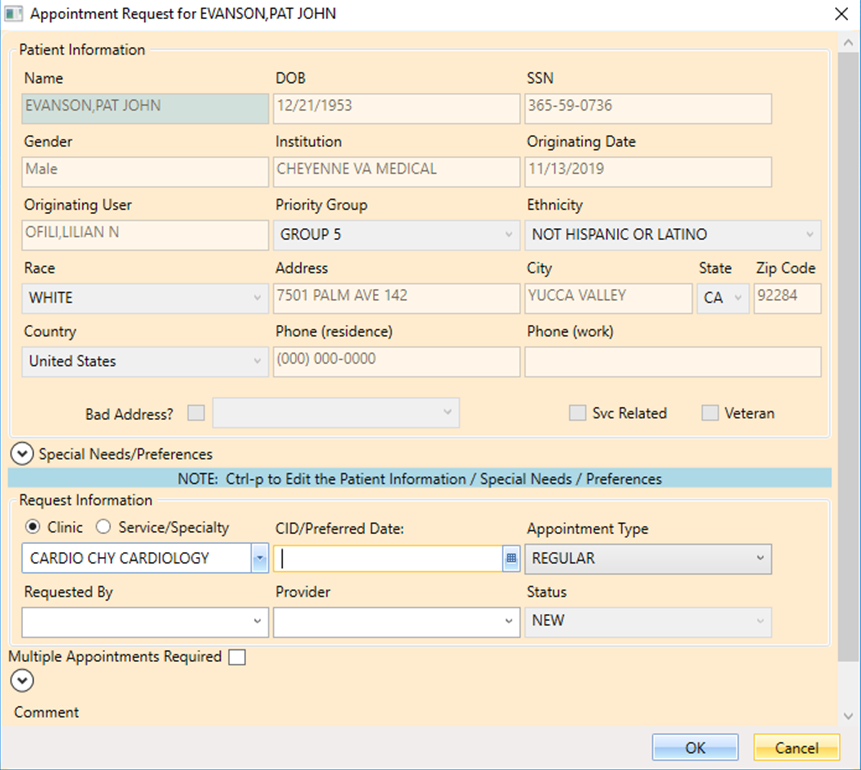 Appointment Request for EVANSON,PAT JOHN
Patient Information
Name DOB SSN
EVANSON,PAT JOHN 12/21/1953 365-59-0736
Gender Institution Originating Date
Male CHEYENNE VA MEDICAL 11/13/2019
Originating User Priority Group Ethnicity
OFILI,LILIAN N GROUP 5 NOT HISPANIC OR LATINO
Race Address City State Zip Code
WHITE 7501 PALM AVE 142 YUCCA VALLEY CA 92284
Country Phone (residence) Phone (work)
United States (000) 000-0000
Bad Address? Svc Related Veteran
Special Needs/Preferences
NOTE: Ctrl-p to Edit the Patient Information / Special Needs / Preferences
Request Information
Clinic Service/Specialty CID/Preferred Date: Appointment Type
CARDIO CHY CARDIOLOGY REGULAR
Requested By Provider Status
NEW
Multiple Appointments Required
Comment
OK Cancel